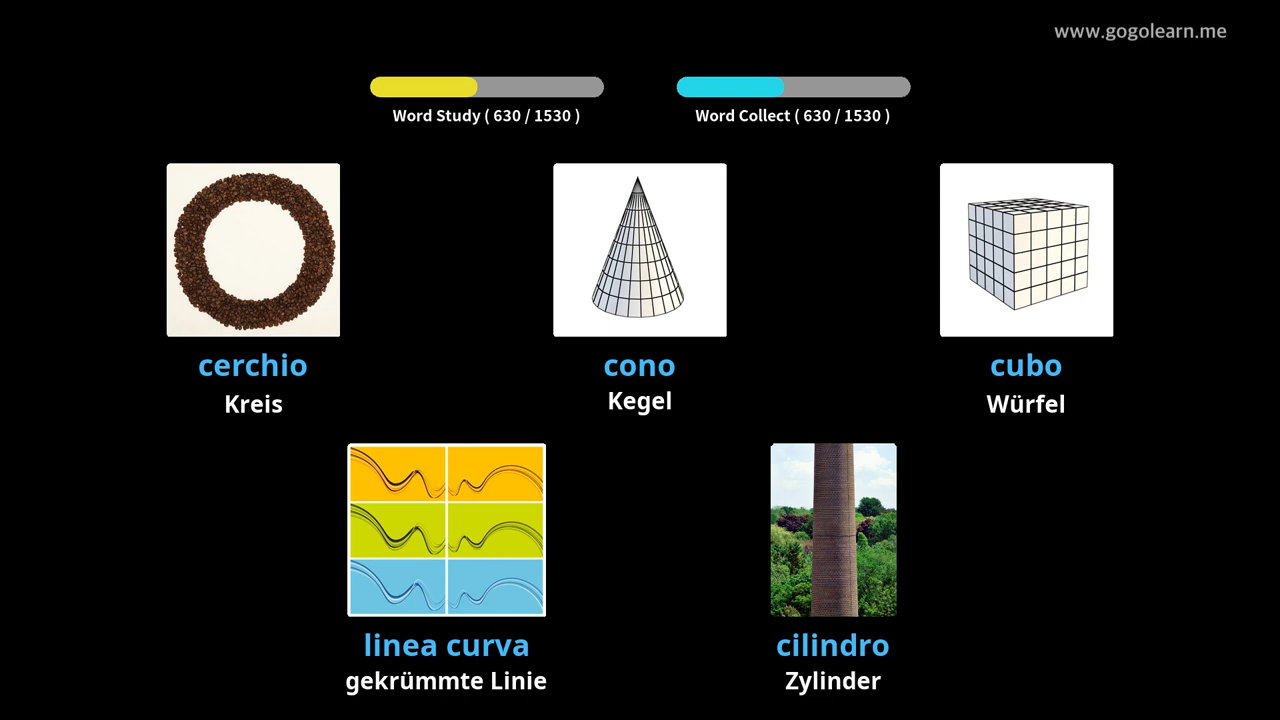 www.gogolearn.me
Word Study ( 630 / 1530 )
Word Collect ( 630 / 1530 )
cerchio
Kreis
cono
Kegel
cubo
Würfel
linea curva
gekrümmte Linie
cilindro
Zylinder